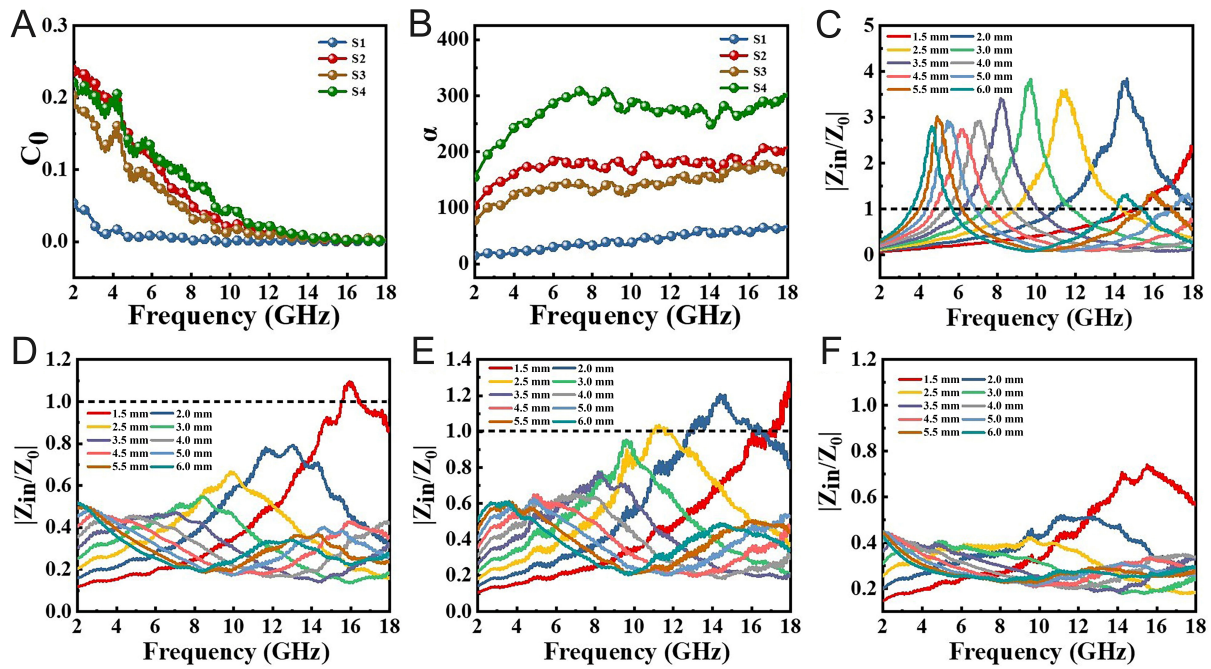 A
0.3
0.2
0.1
0.0
C0
S1
S2
S3
S4
2 4 6 8 10 12 14 16 18
Frequency (GHz)
B
400
300
200
100
0
α
S1
S2
S3
S4
2 4 6 8 10 12 14 16 18
Frequency (GHz)
C
5
4
3
2
1
0
|Zin/Z0|
1.5 mm 2.0 mm
2.5 mm 3.0 mm
3.5 mm 4.0 mm
4.5 mm 5.0 mm
5.5 mm 6.0 mm
2 4 6 8 10 12 14 16 18
Frequency (GHz)
D
1.2
1.0
0.8
0.6
0.4
0.2
0.0
|Zin/Z0|
1.5 mm 2.0 mm
2.5 mm 3.0 mm
3.5 mm 4.0 mm
4.5 mm 5.0 mm
5.5 mm 6.0 mm
2 4 6 8 10 12 14 16 18
Frequency (GHz)
E
1.4
1.2
1.0
0.8
0.6
0.4
0.2
0.0
|Zin/Z0|
1.5 mm 2.0 mm
2.5 mm 3.0 mm
3.5 mm 4.0 mm
4.5 mm 5.0 mm
5.5 mm 6.0 mm
2 4 6 8 10 12 14 16 18
Frequency (GHz)
F
1.2
1.0
0.8
0.6
0.4
0.2
|Zin/Z0|
1.5 mm 2.0 mm
2.5 mm 3.0 mm
3.5 mm 4.0 mm
4.5 mm 5.0 mm
5.5 mm 6.0 mm
2 4 6 8 10 12 14 16 18
Frequency (GHz)